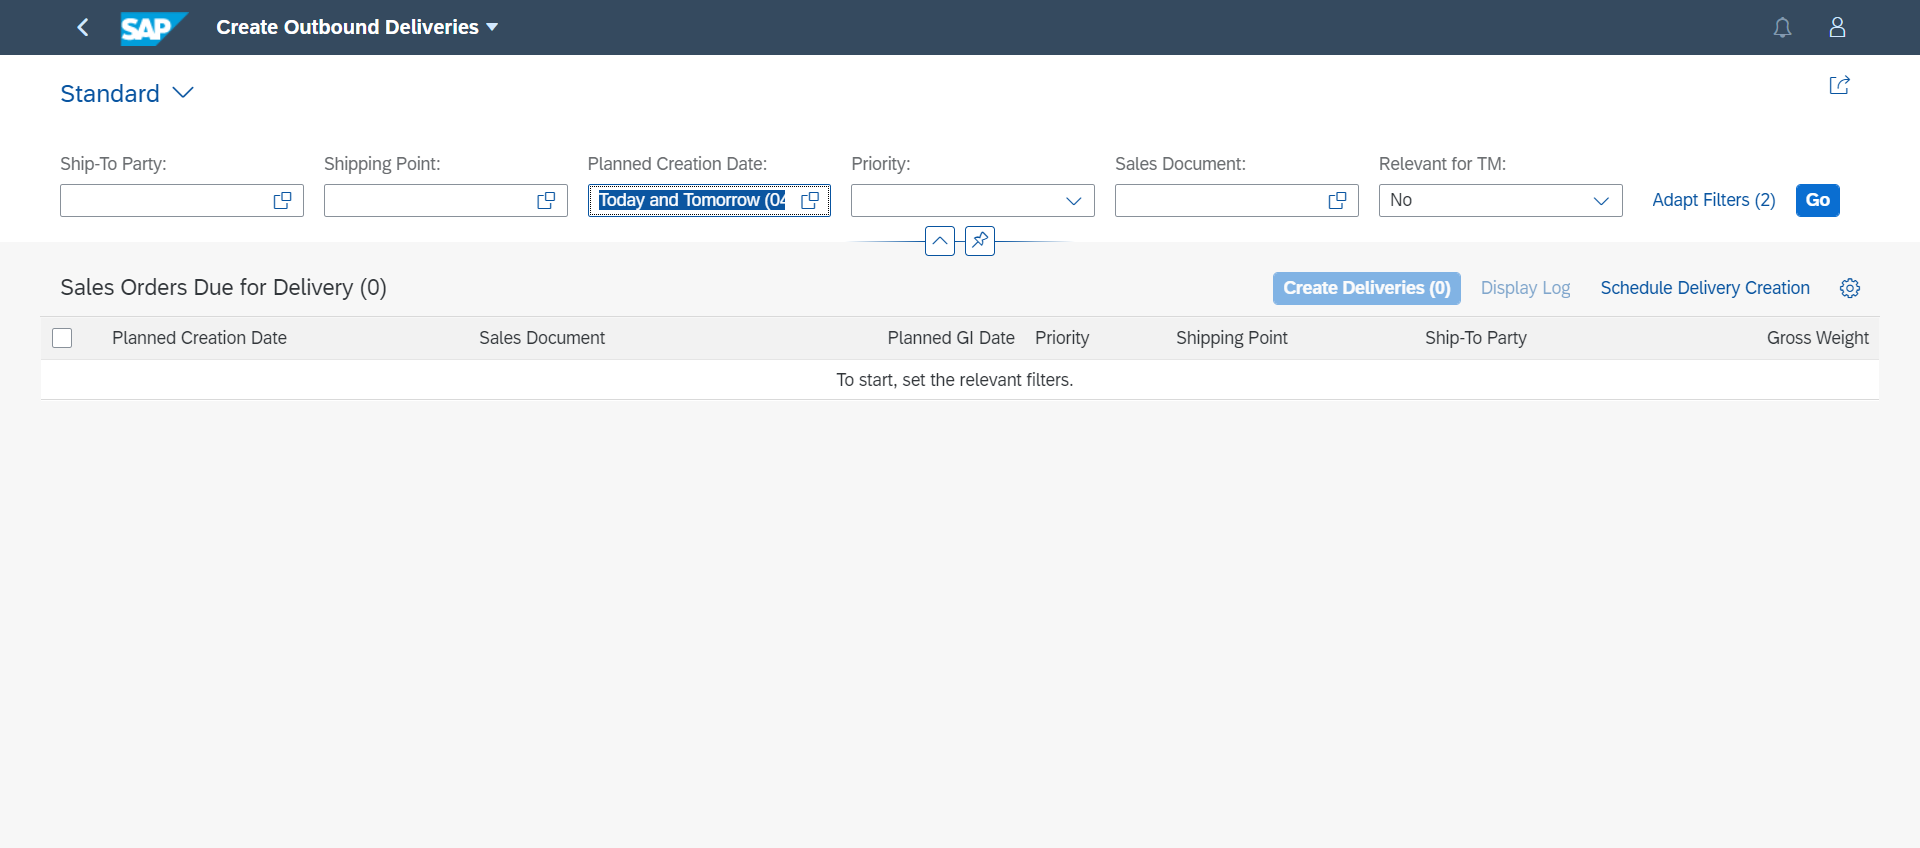 SAP
Create Outbound Deliveries
Standard
Ship-To Party:
Shipping Point:
Planned Creation Date:
Priority:
Sales Document:
Relevant for TM:
Today and Tomorrow (04
No
Adapt Filters (2)
Go
Sales Orders Due for Delivery (0)
Create Deliveries (0)
Display Log
Schedule Delivery Creation
Planned Creation Date
Sales Document
Planned GI Date
Priority
Shipping Point
Ship-To Party
Gross Weight
To start, set the relevant filters.